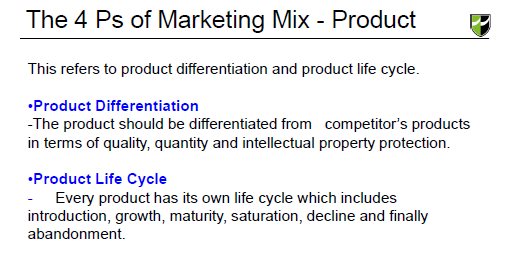 The 4 Ps of Marketing Mix - Product
This refers to product differentiation and product life cycle.
•Product Differentiation
-The product should be differentiated from competitor's products
in terms of quality, quantity and intellectual property protection.
•Product Life Cycle
- Every product has its own life cycle which includes
introduction, growth, maturity, saturation, decline and finally
abandonment.